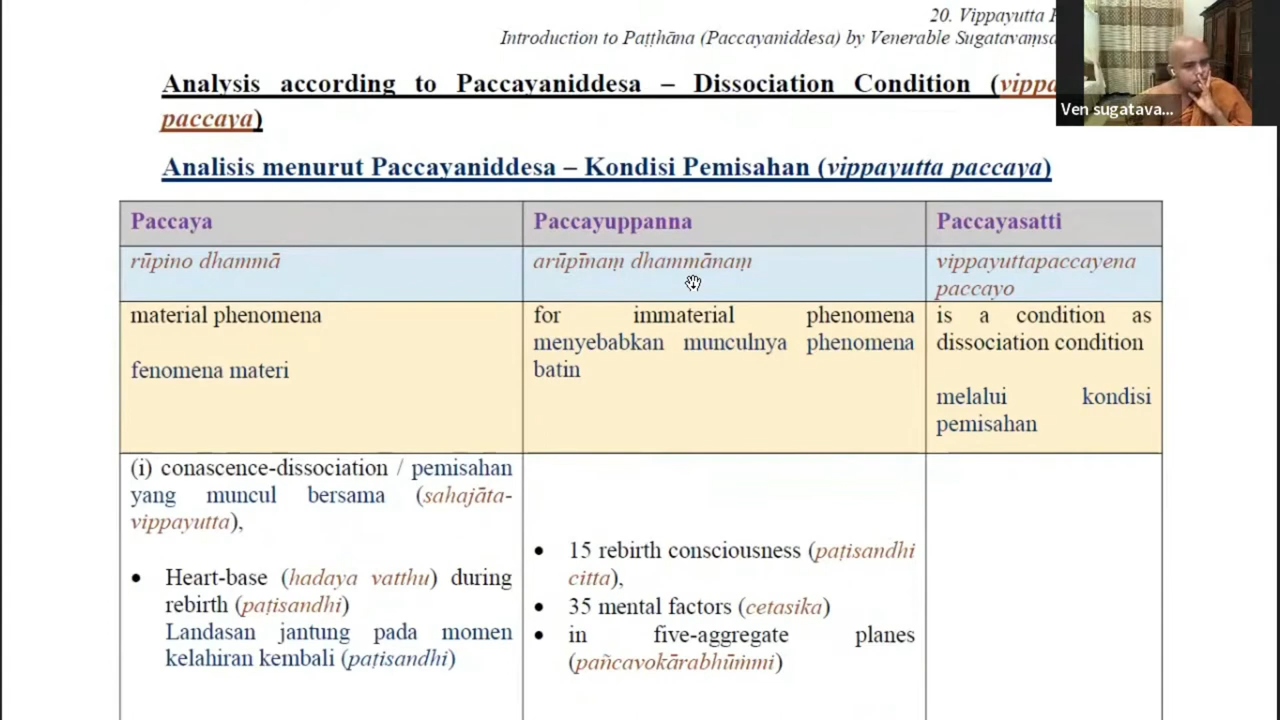 20. Vippayutta
Introduction to Paṭṭhāna (Paccayaniddesa) by Venerable Sugatavaṃsa
Ven sugatava...
Analysis according to Paccayaniddesa – Dissociation Condition (vippa
paccaya)
Analisis menurut Paccayaniddesa – Kondisi Pemisahan (vippayutta paccaya)
Paccaya
Paccayuppanna
Paccayasatti
rūpino dhammā
arūpīnaṃ dhammānaṃ
vippayuttapaccayena
paccayo
material phenomena
fenomena materi
for immaterial phenomena
menyebabkan munculnya phenomena
batin
is a condition as
dissociation condition
melalui kondisi
pemisahan
(i) conascence-dissociation / pemisahan
yang muncul bersama (sahajāta-
vippayutta),
• Heart-base (hadaya vatthu) during
rebirth (paṭisandhi)
Landasan jantung pada momen
kelahiran kembali (paṭisandhi)
• 15 rebirth consciousness (paṭisandhi
citta),
• 35 mental factors (cetasika)
• in five-aggregate planes
(pañcavokārabhūṁmi)